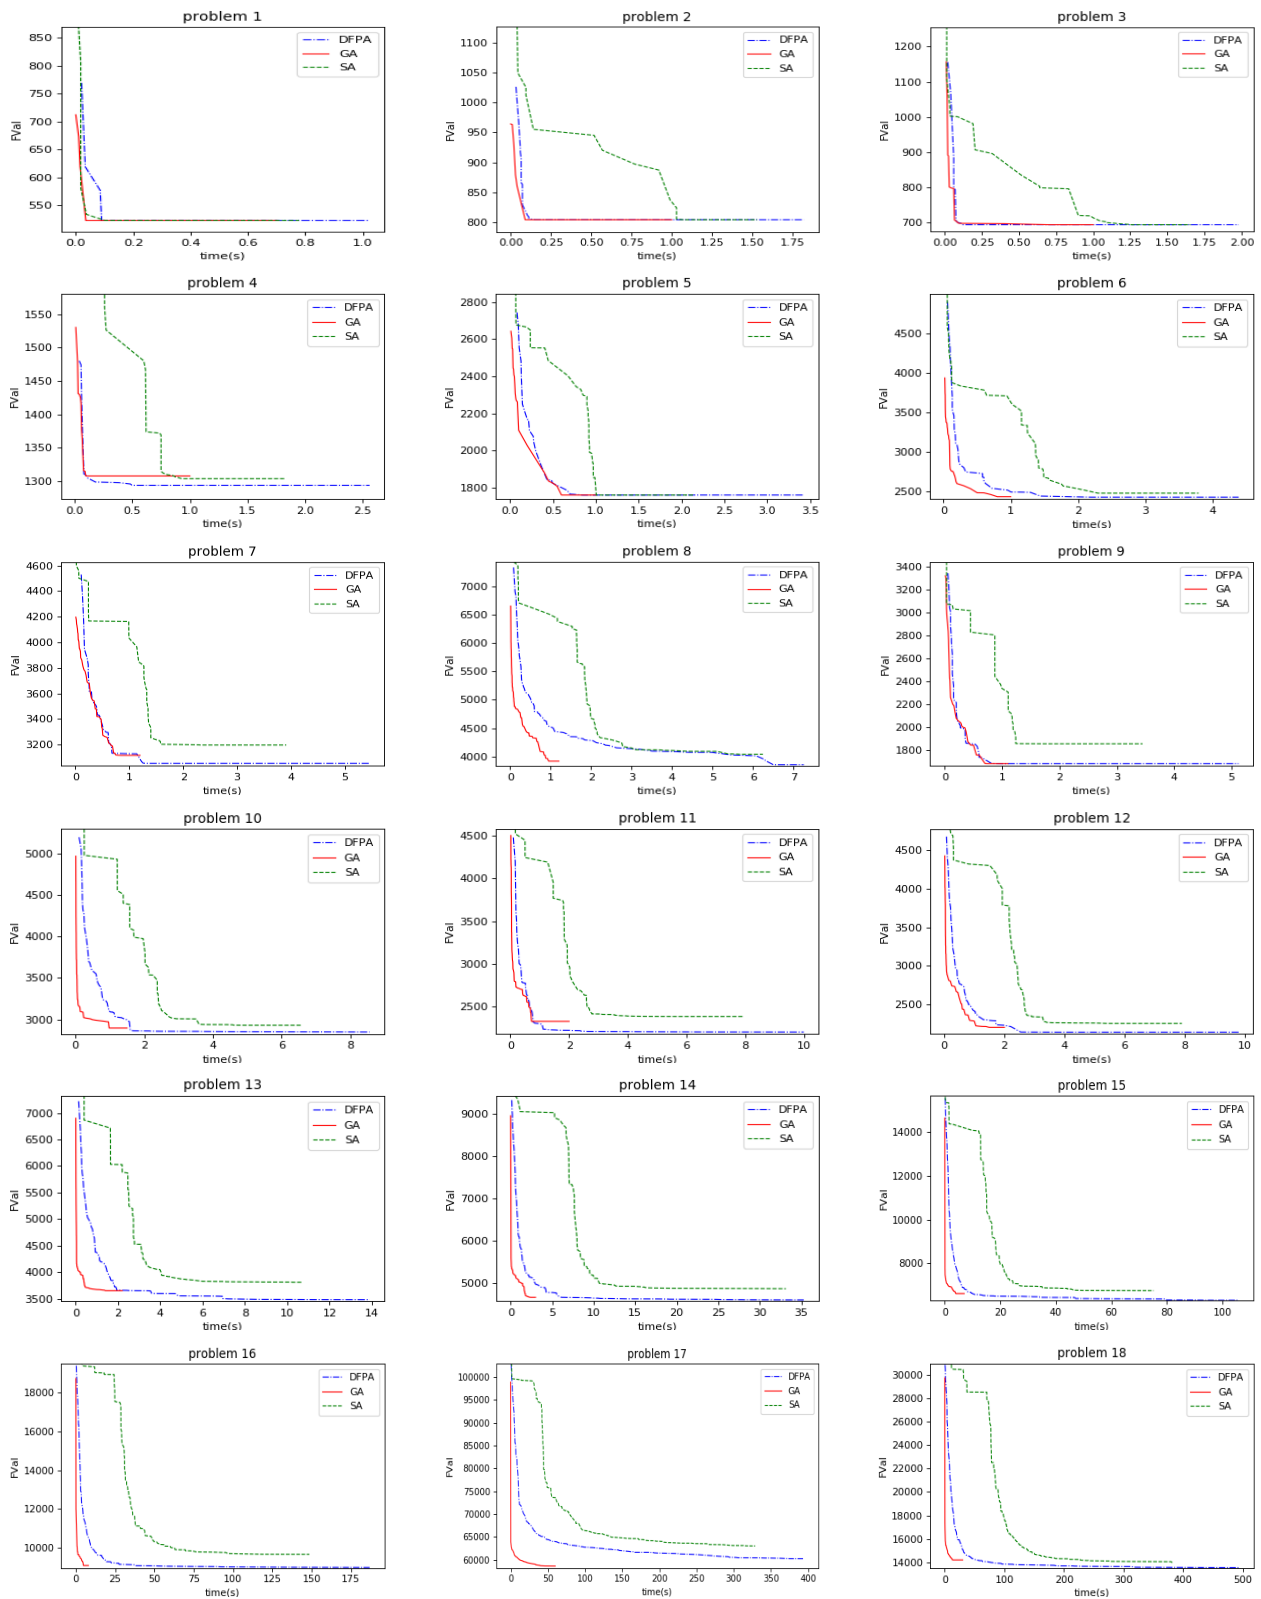 problem 1
FVal
850
800
750
700
650
600
550
DFPA
GA
SA
0.0 0.2 0.4 0.6 0.8 1.0
time(s)
problem 2
FVal
1100
1050
1000
950
900
850
800
DFPA
GA
SA
0.00 0.25 0.50 0.75 1.00 1.25 1.50 1.75
time(s)
problem 3
FVal
1200
1100
1000
900
800
700
DFPA
GA
SA
0.00 0.25 0.50 0.75 1.00 1.25 1.50 1.75 2.00
time(s)
problem 4
FVal
1550
1500
1450
1400
1350
1300
DFPA
GA
SA
0.0 0.5 1.0 1.5 2.0 2.5
time(s)
problem 5
FVal
2800
2600
2400
2200
2000
1800
DFPA
GA
SA
0.0 0.5 1.0 1.5 2.0 2.5 3.0 3.5
time(s)
problem 6
FVal
4500
4000
3500
3000
2500
DFPA
GA
SA
0 1 2 3 4
time(s)
problem 7
FVal
4600
4400
4200
4000
3800
3600
3400
3200
DFPA
GA
SA
0 1 2 3 4 5
time(s)
problem 8
FVal
7000
6500
6000
5500
5000
4500
4000
DFPA
GA
SA
0 1 2 3 4 5 6 7
time(s)
problem 9
FVal
3400
3200
3000
2800
2600
2400
2200
2000
1800
DFPA
GA
SA
0 1 2 3 4 5
time(s)
problem 10
FVal
5000
4500
4000
3500
3000
DFPA
GA
SA
0 2 4 6 8
time(s)
problem 11
FVal
4500
4000
3500
3000
2500
DFPA
GA
SA
0 2 4 6 8 10
time(s)
problem 12
FVal
4500
4000
3500
3000
2500
DFPA
GA
SA
0 2 4 6 8 10
time(s)
problem 13
FVal
7000
6500
6000
5500
5000
4500
4000
3500
DFPA
GA
SA
0 2 4 6 8 10 12 14
time(s)
problem 14
FVal
9000
8000
7000
6000
5000
DFPA
GA
SA
0 5 10 15 20 25 30 35
time(s)
problem 15
FVal
14000
12000
10000
8000
DFPA
GA
SA
0 20 40 60 80 100
time(s)
problem 16
FVal
18000
16000
14000
12000
10000
DFPA
GA
SA
0 25 50 75 100 125 150 175
time(s)
problem 17
FVal
100000
95000
90000
85000
80000
75000
70000
65000
60000
DFPA
GA
SA
0 50 100 150 200 250 300 350 400
time(s)
problem 18
FVal
30000
28000
26000
24000
22000
20000
18000
16000
14000
DFPA
GA
SA
0 100 200 300 400 500
time(s)